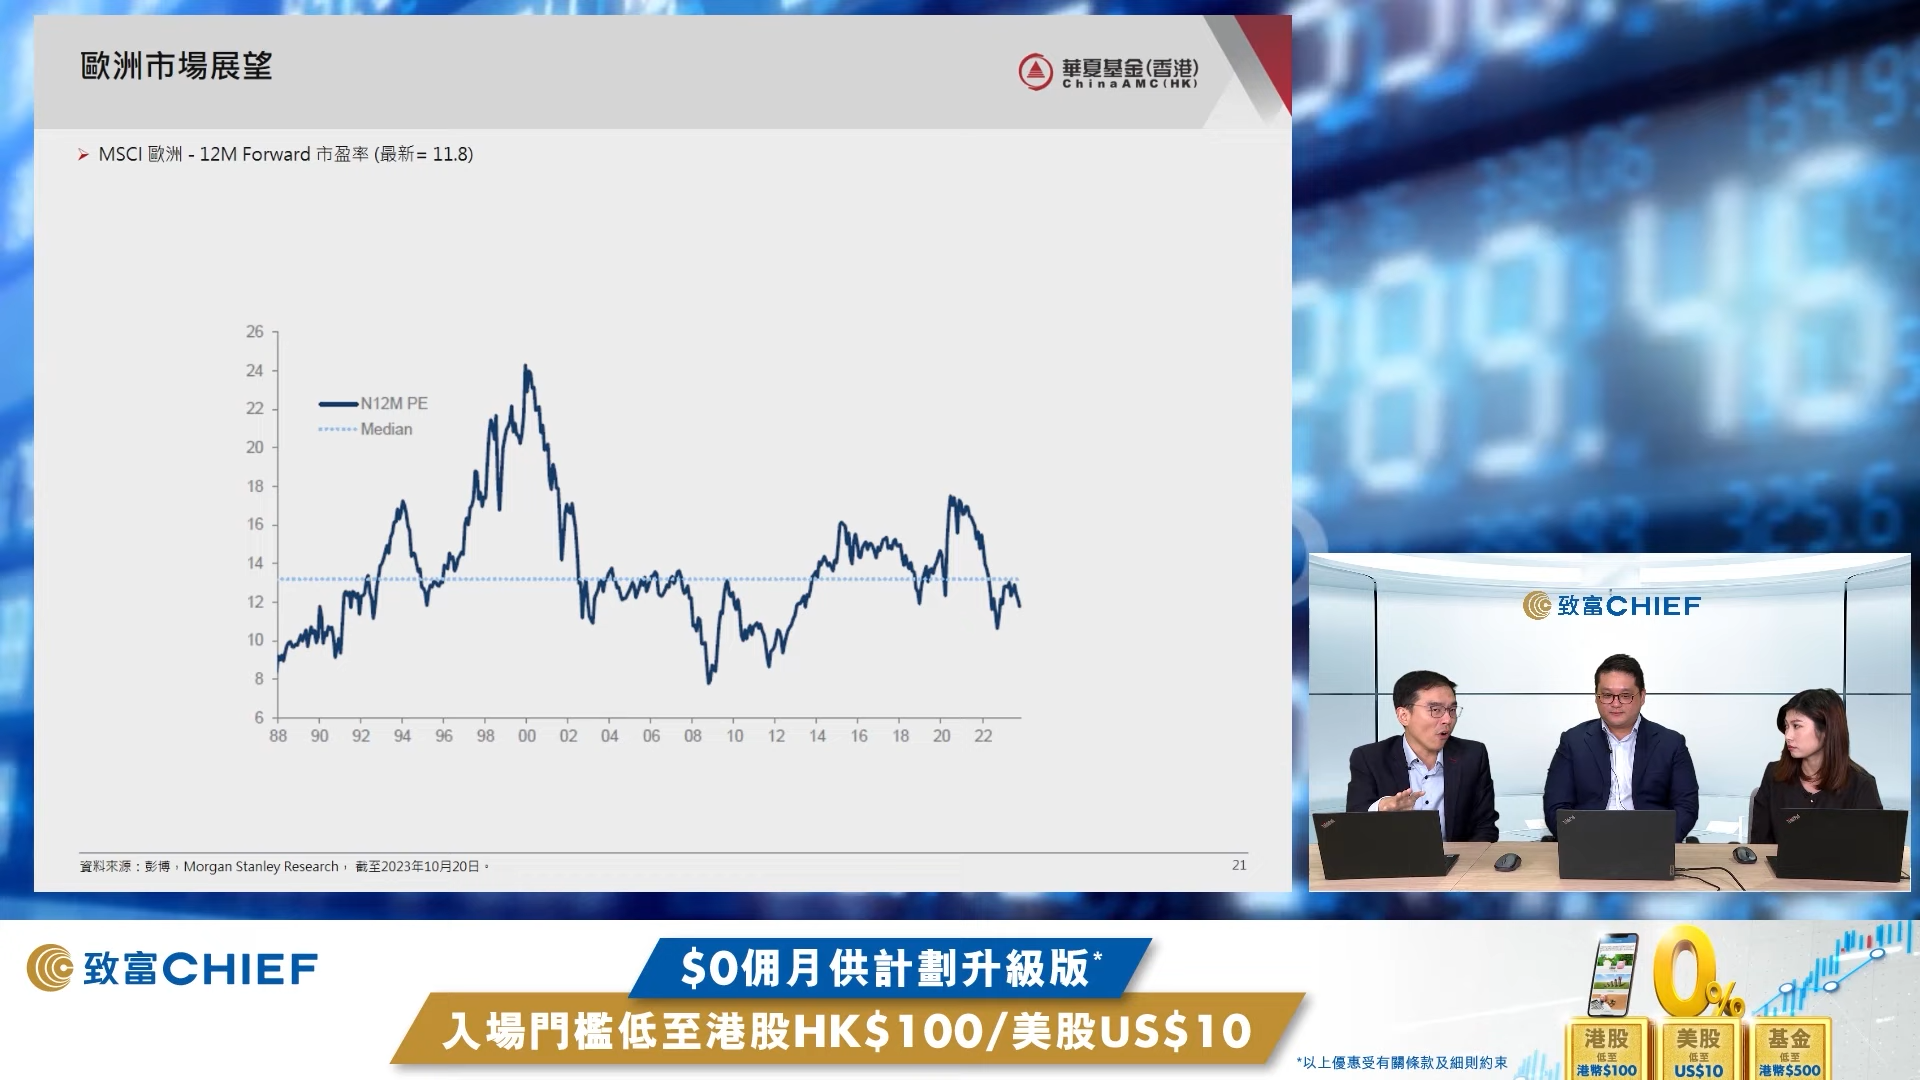 歐洲市場展望
華夏基金(香港)
ChinaAMC(HK)
MSCI 歐洲 - 12M Forward 市盈率 (最新= 11.8)
26
24
22
20
18
16
14
12
10
8
6
N12M PE
Median
88 90 92 94 96 98 00 02 04 06 08 10 12 14 16 18 20 22
資料來源：彭博，Morgan Stanley Research， 截至2023年10月20日。
21
致富CHIEF
致富CHIEF
$0佣月供計劃升級版*
入場門檻低至港股HK$100/美股US$10
*以上優惠受有關條款及細則約束
0%
港股
低至
港幣$100
美股
低至
US$10
基金
低至
港幣$500